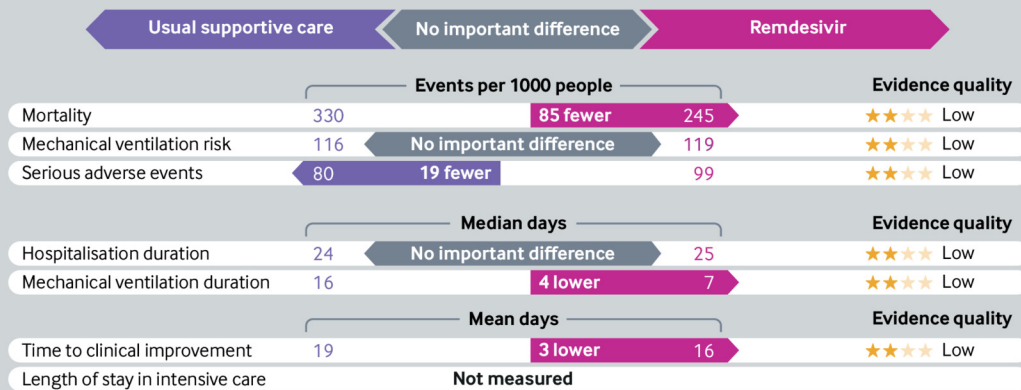 Usual supportive care No important difference Remdesivir
Events per 1000 people Evidence quality
Mortality 330 85 fewer 245 Low
Mechanical ventilation risk 116 No important difference 119 Low
Serious adverse events 80 19 fewer 99 Low
Median days Evidence quality
Hospitalisation duration 24 No important difference 25 Low
Mechanical ventilation duration 16 4 lower 7 Low
Mean days Evidence quality
Time to clinical improvement 19 3 lower 16 Low
Length of stay in intensive care Not measured